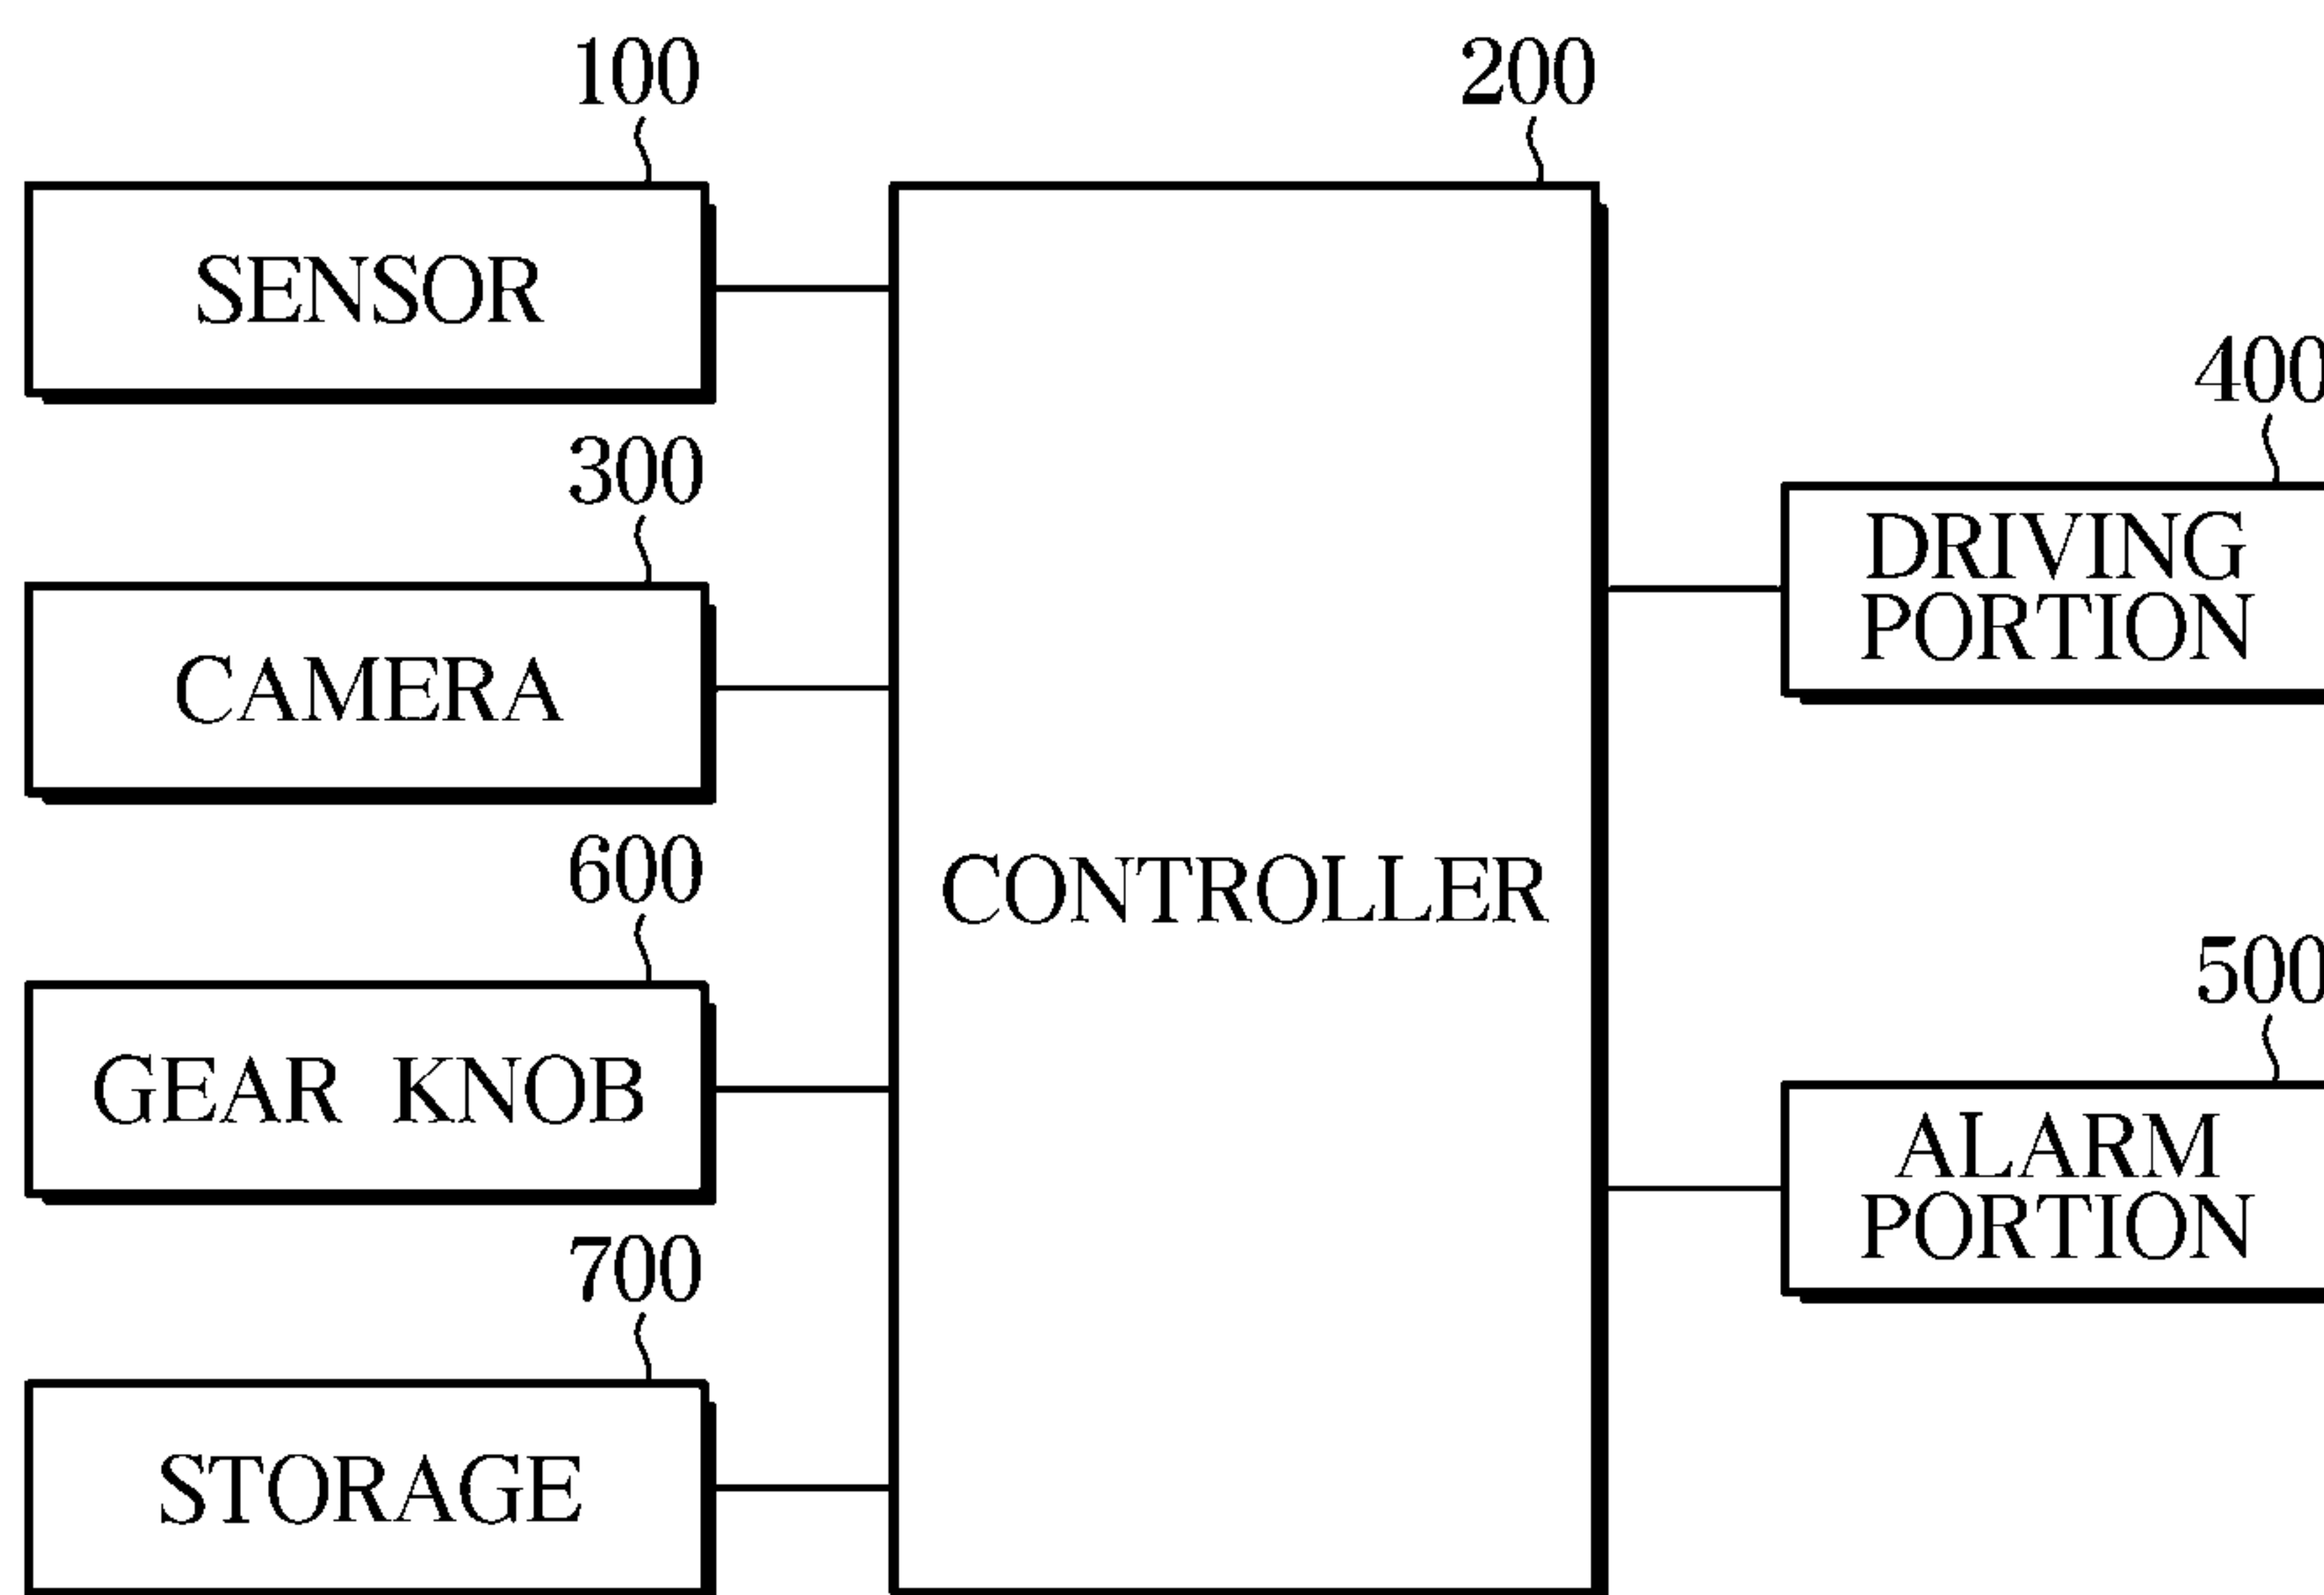 100
SENSOR
300
CAMERA
600
GEAR KNOB
700
STORAGE
200
CONTROLLER
400
DRIVING
PORTION
500
ALARM
PORTION